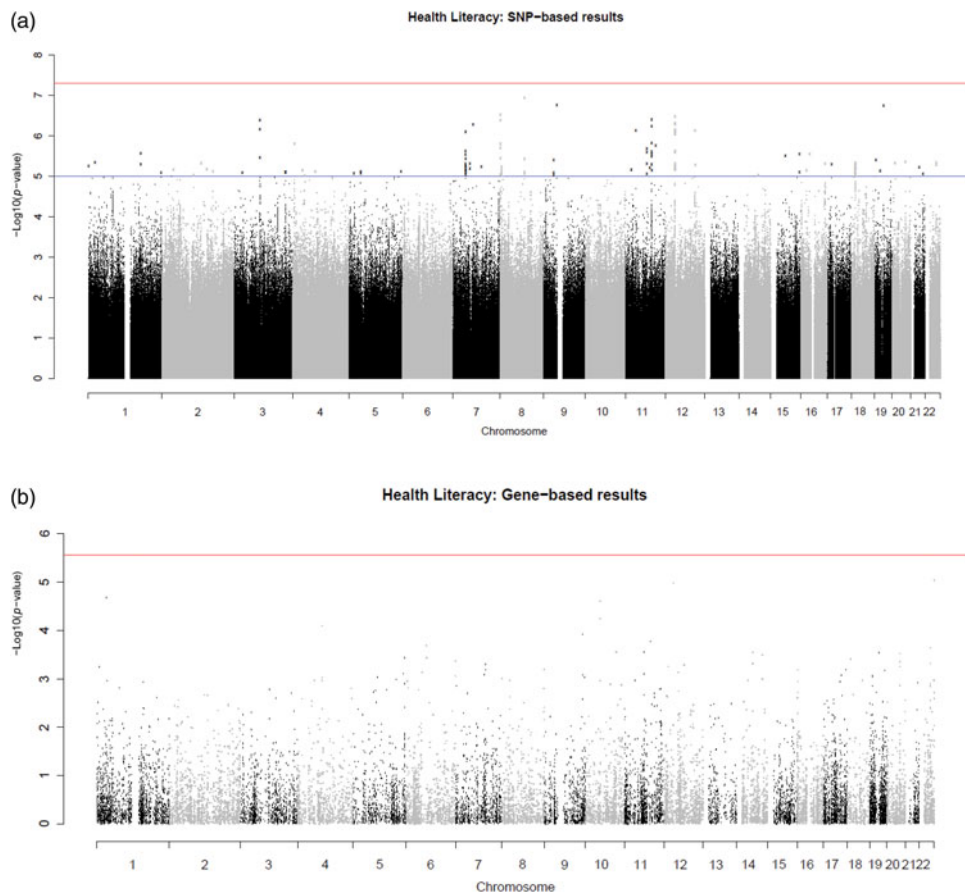 (a)
Health Literacy: SNP−based results
8
7
6
5
4
3
2
1
0
−Log10(p−value)
1 2 3 4 5 6 7 8 9 10 11 12 13 14 15 16 17 18 19 20 21 22
Chromosome
(b)
Health Literacy: Gene−based results
6
5
4
3
2
1
0
−Log10(p−value)
1 2 3 4 5 6 7 8 9 10 11 12 13 14 15 16 17 18 19 20 21 22
Chromosome